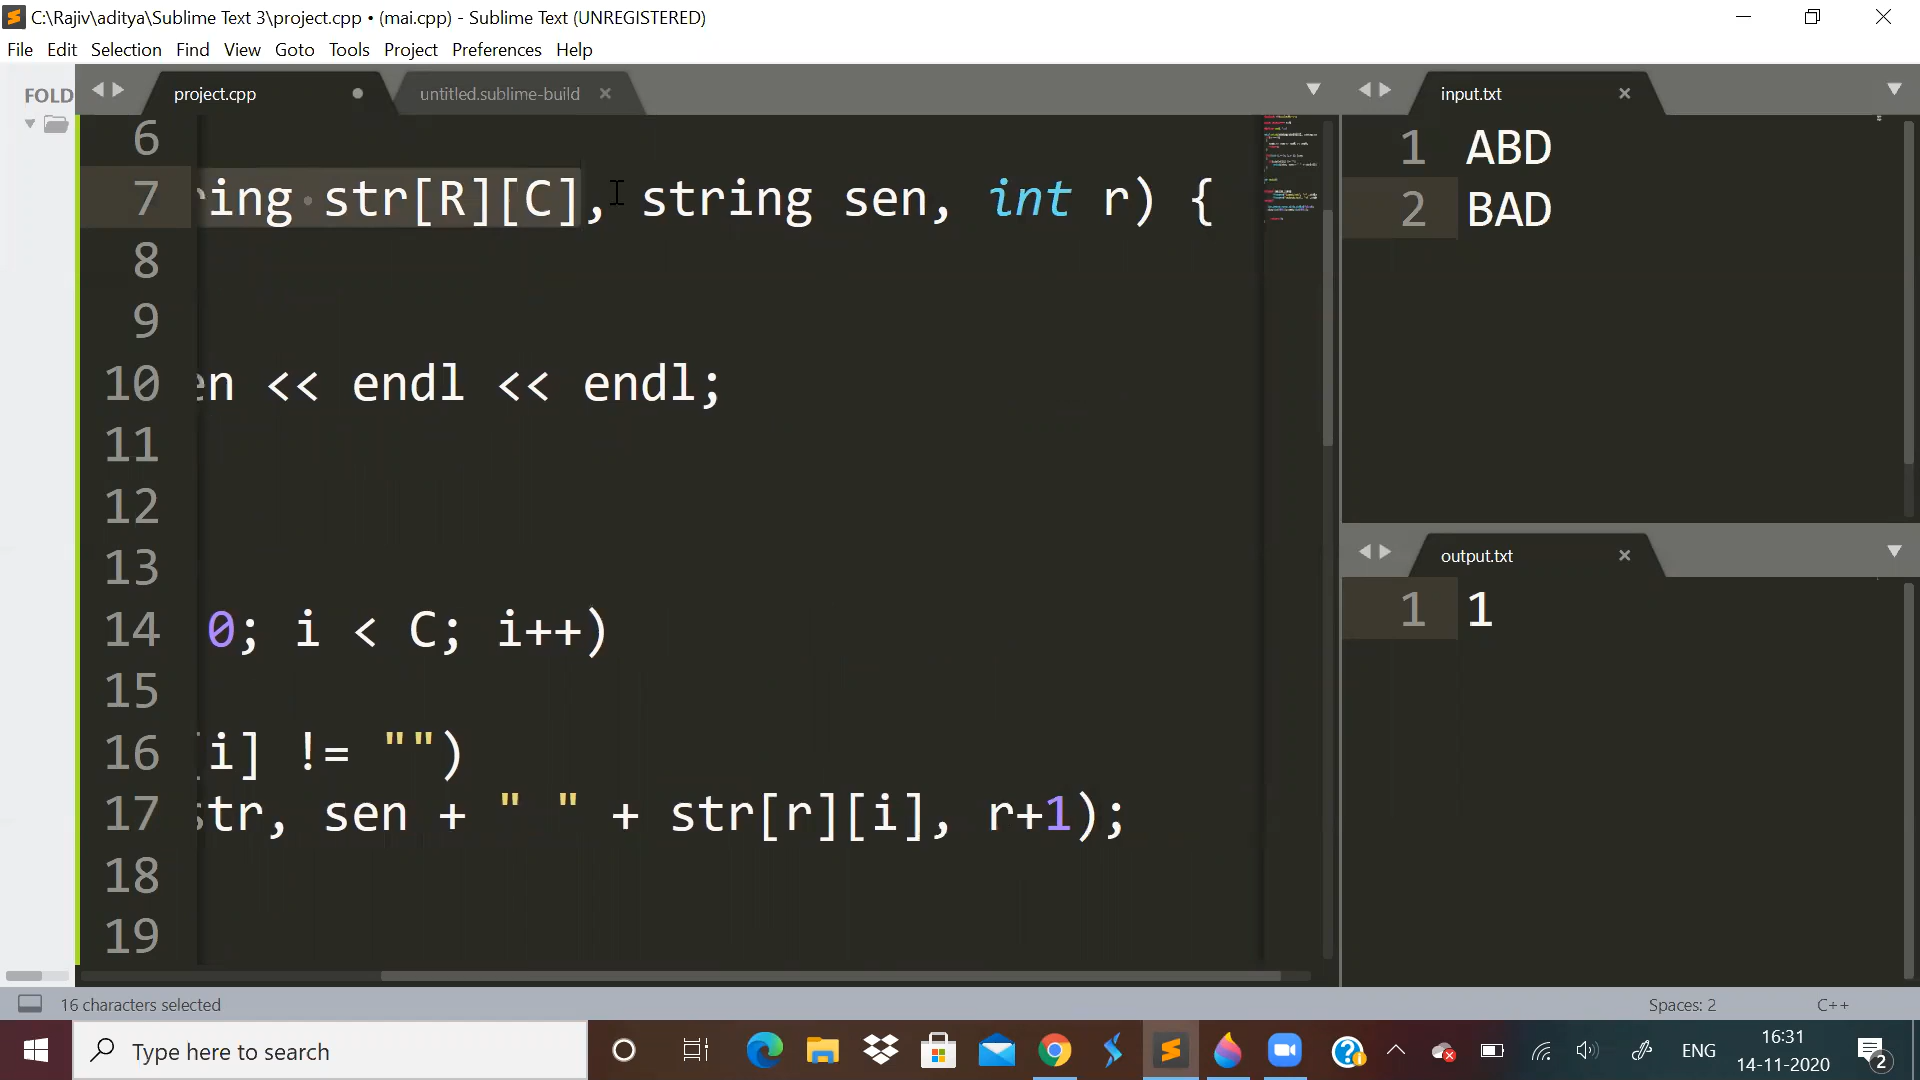 C:\Rajiv\aditya\Sublime Text 3\project.cpp • (mai.cpp) - Sublime Text (UNREGISTERED)
File Edit Selection Find View Goto Tools Project Preferences Help
FOLD
project.cpp
untitled.sublime-build
6
7 ring str[R][C], string sen, int r) {
8
9
10 en << endl << endl;
11
12
13
14 0; i < C; i++)
15
16 [i] != "")
17 str, sen + " " + str[r][i], r+1);
18
19
input.txt
1 ABD
2 BAD
output.txt
1 1
16 characters selected
Spaces: 2
C++
Type here to search
ENG
16:31
14-11-2020
2